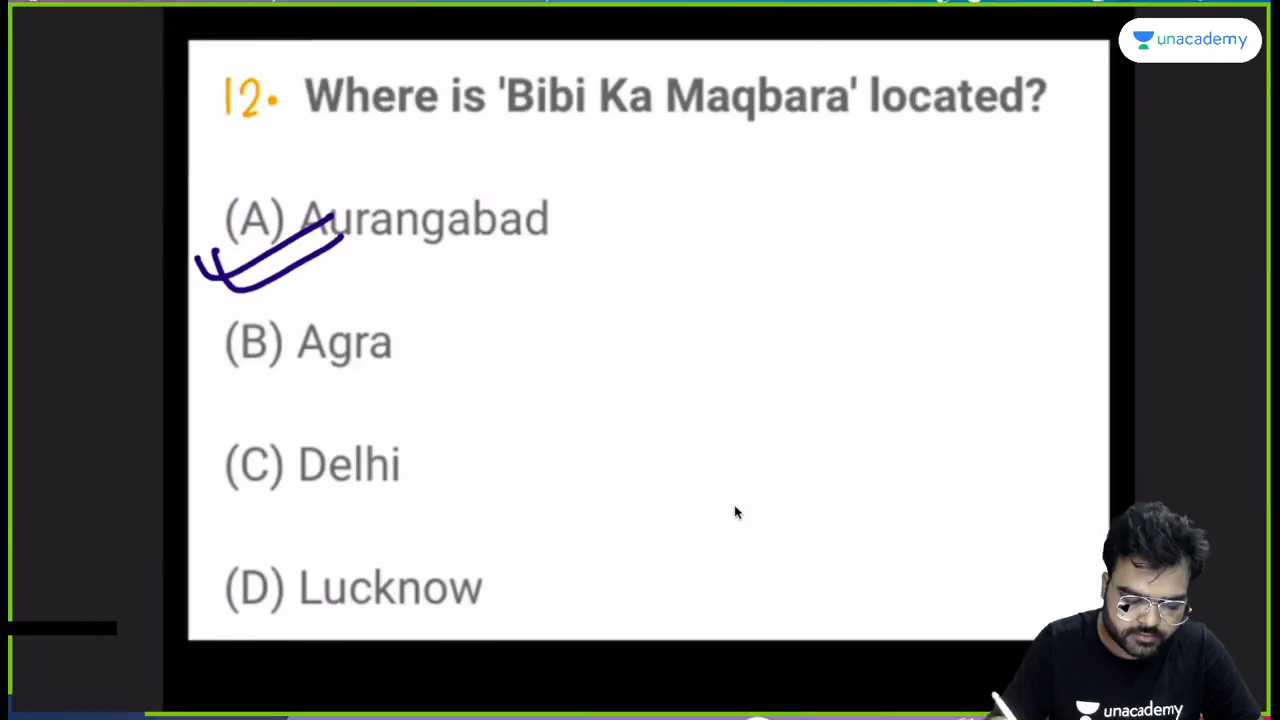 unacademy
12. Where is 'Bibi Ka Maqbara' located?
(A) Aurangabad
(B) Agra
(C) Delhi
(D) Lucknow
unacademy